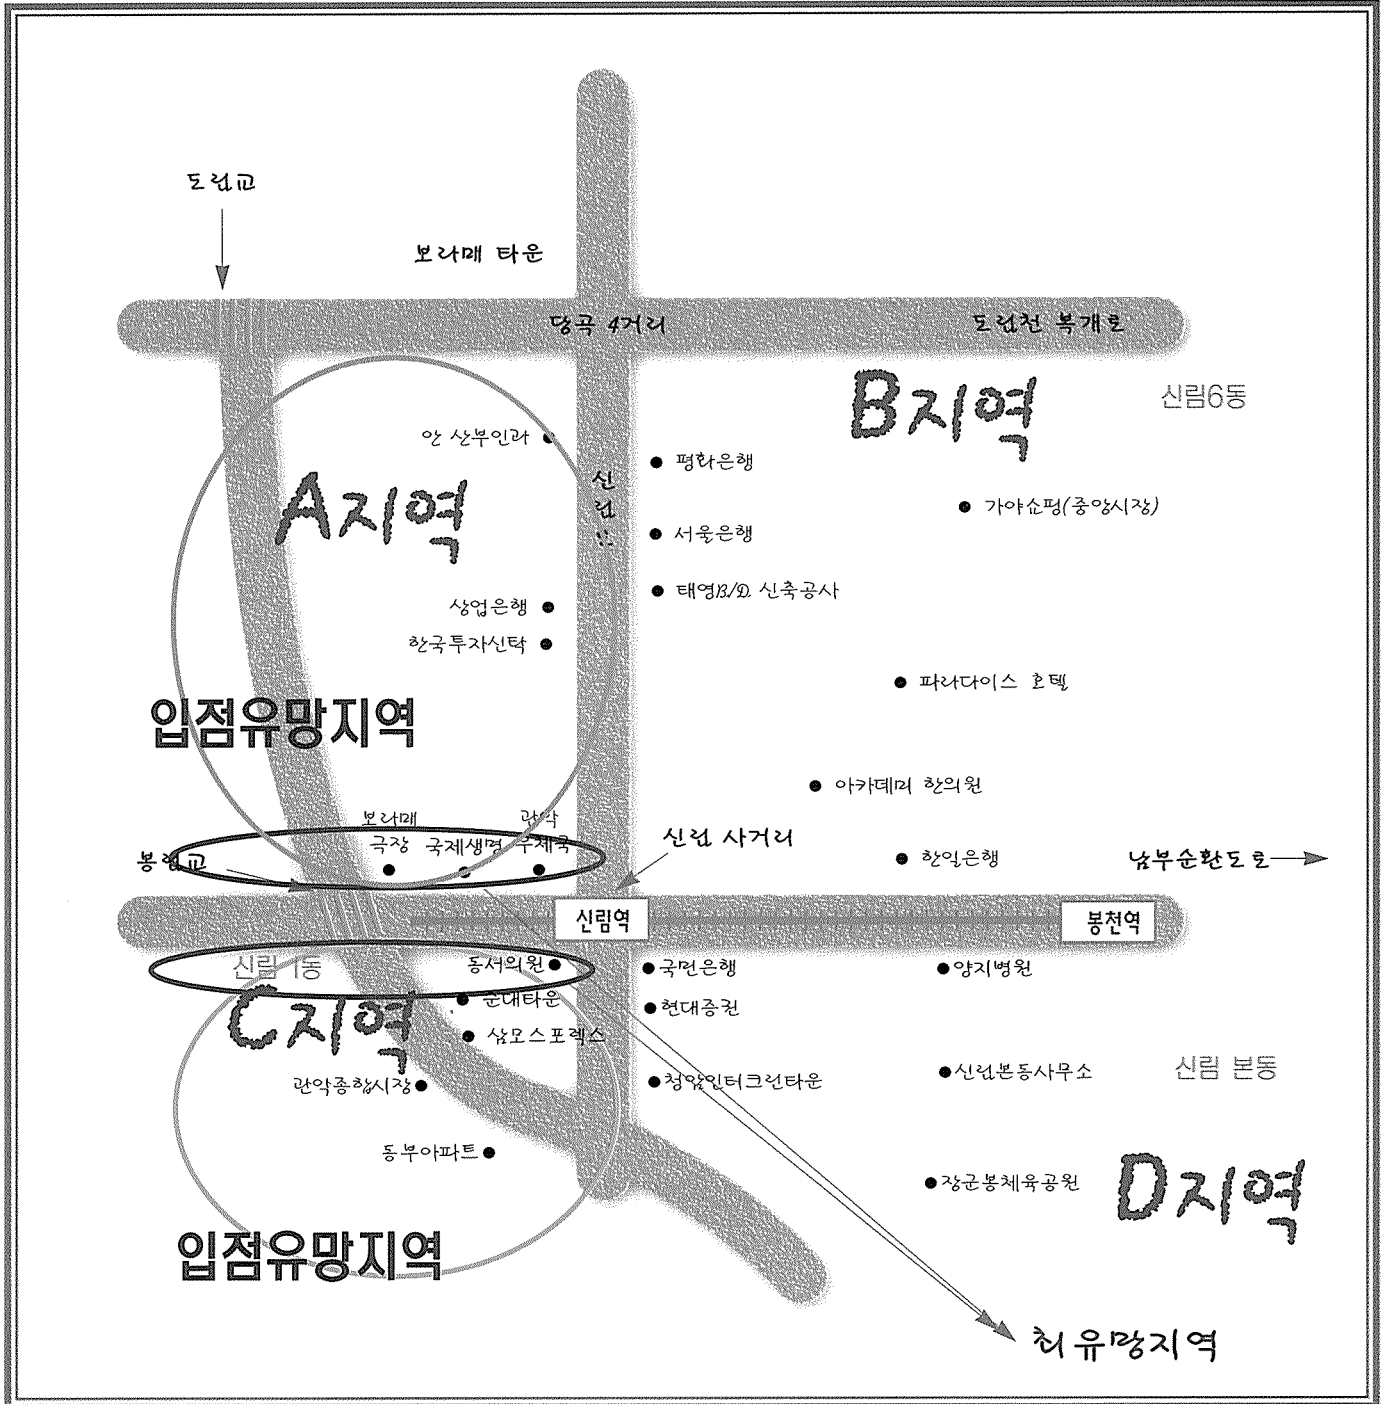 도림교
보라매 타운
당곡 4거리
도림천 복개로
B지역
신림6동
안 산부인과
평화은행
A지역
신림
가야쇼핑(중앙시장)
서울은행
태영B/D. 신축공사
상업은행
한국투자신탁
파라다이스 호텔
입점유망지역
아카데미 한의원
보라매
극장
국제생명
관악
우체국
신림 사거리
봉림교
한일은행
남부순환도로
신림역
봉천역
신림 1동
동서의원
국민은행
양지병원
C지역
순대타운
현대증권
삼모스포렉스
관악종합시장
청암인터크런타운
신림본동사무소
신림 본동
동부아파트
장군봉체육공원
D지역
입점유망지역
최유망지역